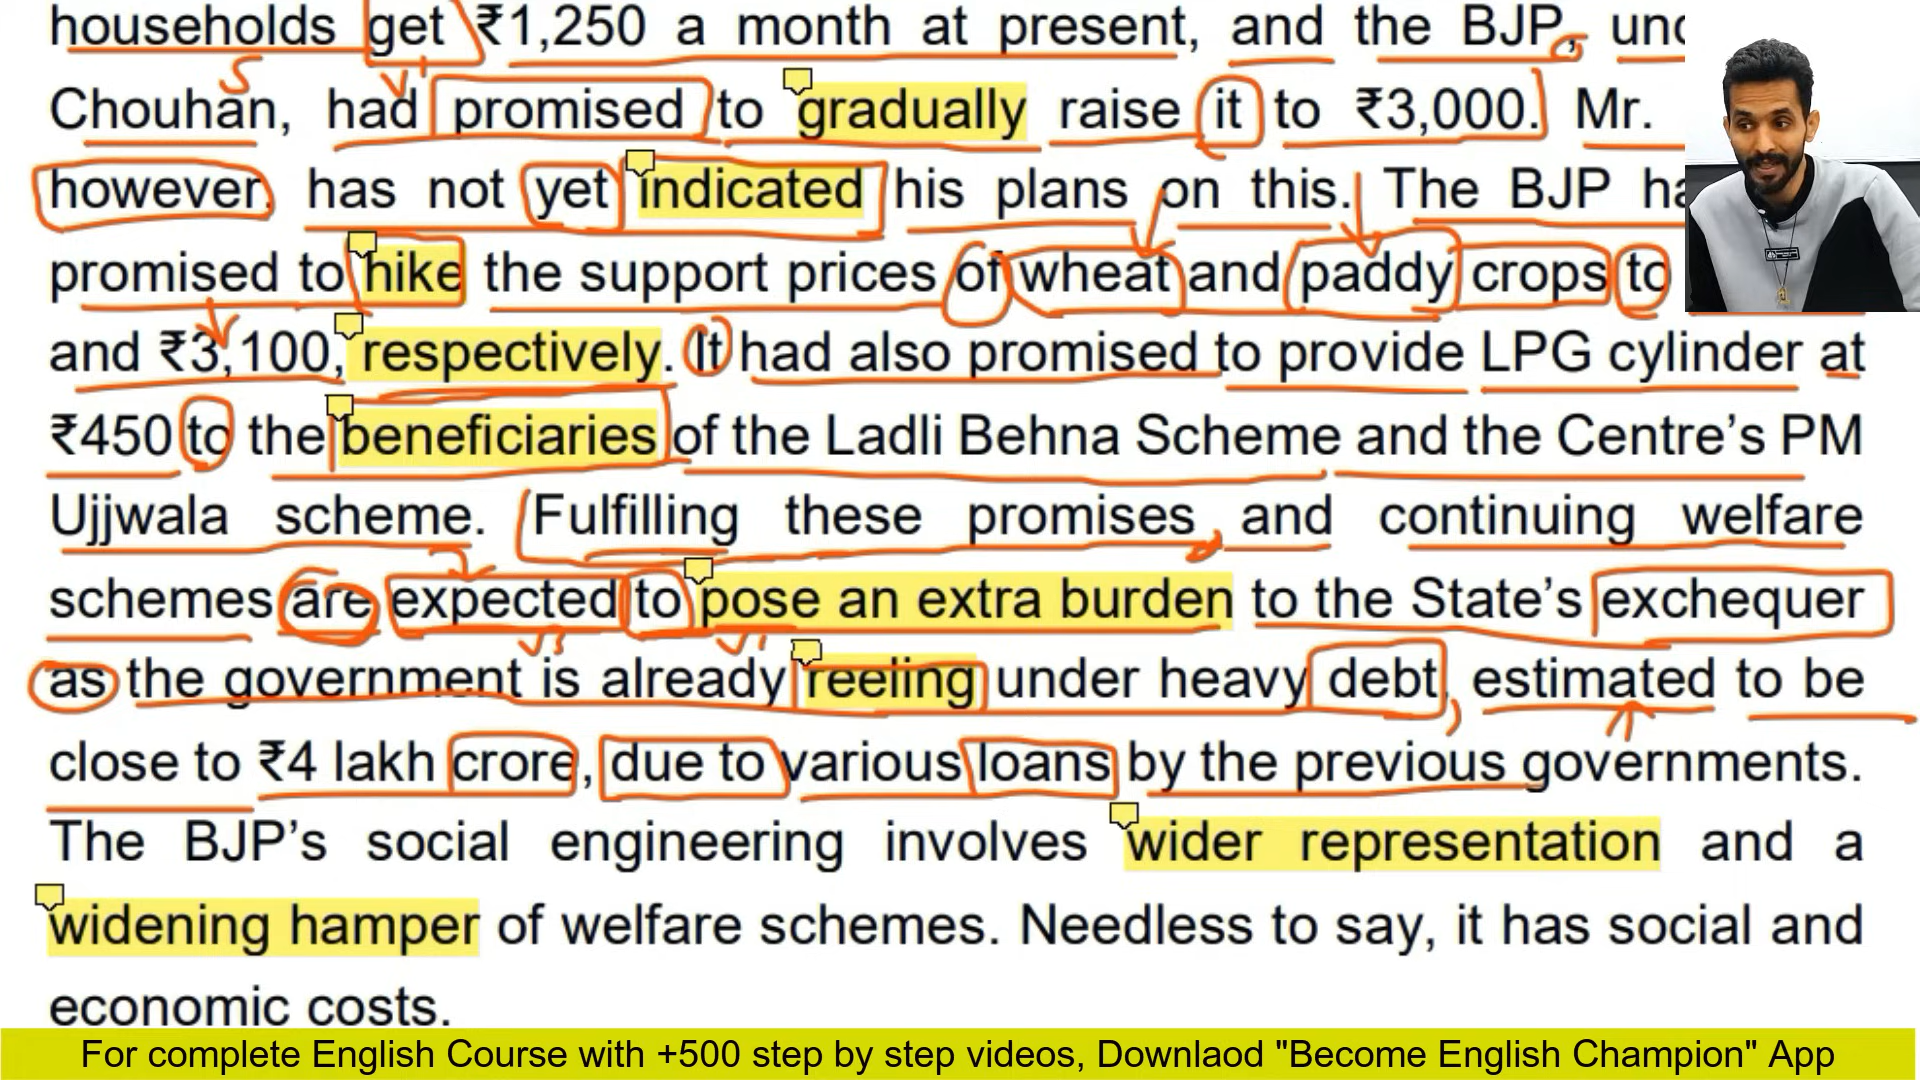 households get ₹1,250 a month at present, and the BJP,
Chouhan, had promised to gradually raise it to ₹3,000. Mr.
however, has not yet indicated his plans on this. The BJP
promised to hike the support prices of wheat and paddy crops to
and ₹3,100, respectively. It had also promised to provide LPG cylinder at
₹450 to the beneficiaries of the Ladli Behna Scheme and the Centre’s PM
Ujjwala scheme. Fulfilling these promises, and continuing welfare
schemes are expected to pose an extra burden to the State’s exchequer
as the government is already reeling under heavy debt, estimated to be
close to ₹4 lakh crore, due to various loans by the previous governments.
The BJP’s social engineering involves wider representation and a
widening hamper of welfare schemes. Needless to say, it has social and
economic costs.
For complete English Course with +500 step by step videos, Downlaod "Become English Champion" App